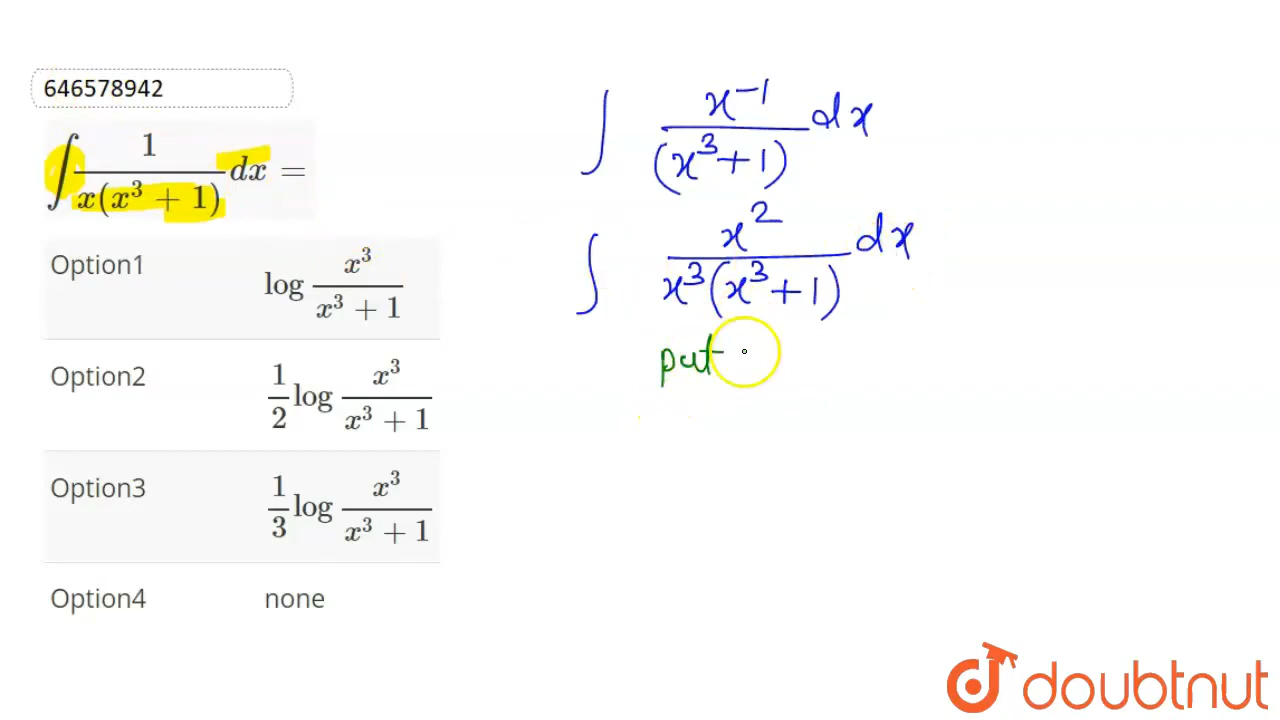 646578942
∫ 1/(x(x³ + 1)) dx =
Option1 log x³/(x³ + 1)
Option2 1/2 log x³/(x³ + 1)
Option3 1/3 log x³/(x³ + 1)
Option4 none
∫ x⁻¹/(x³+1) dx
∫ x²/(x³(x³+1)) dx
put
doubtnut